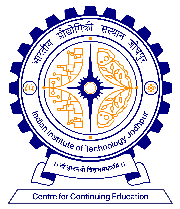 भारतीय प्रौद्योगिकी संस्थान जोधपुर
Indian Institute of Technology Jodhpur
Centre for Continuing Education